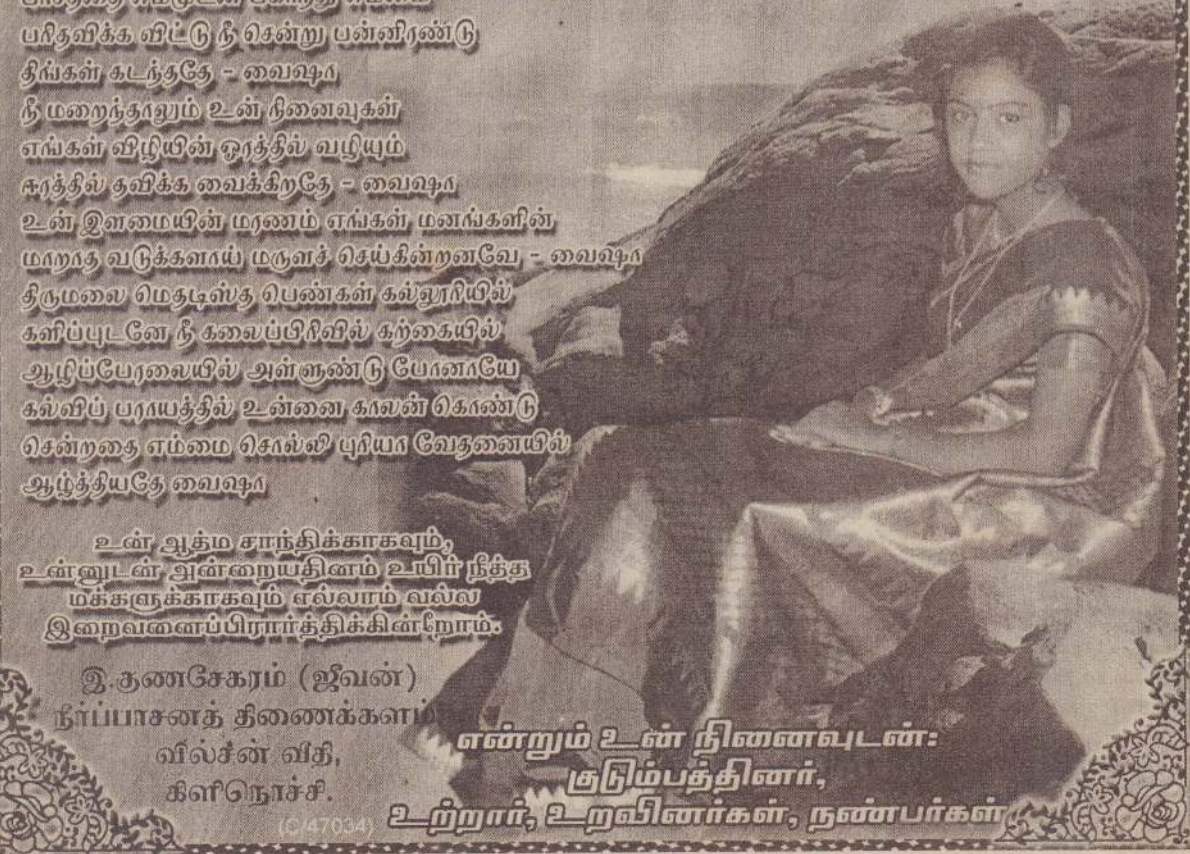 பரிதவிக்க விட்டு நீ சென்று பன்னிரண்டு
திங்கள் கடந்ததே - வைஷா
நீ மறைந்தாலும் உன் நினைவுகள்
எங்கள் விழியின் ஓரத்தில் வழியும்
ஈரத்தில் தவிக்க வைக்கிறதே - வைஷா
உன் இளமையின் மரணம் எங்கள் மனங்களின்
மாறாத வடுக்களாய் மருளச் செய்கின்றனவே - வைஷா
திருமலை மெதடிஸ்த பெண்கள் கல்லூரியில்
களிப்புடனே நீ கலைப்பிரிவில் கற்கையில்
ஆழிப்பேரலையில் அள்ளுண்டு போனாயே
கல்விப் பராயத்தில் உன்னை காலன் கொண்டு
சென்றதை எம்மை சொல்லி புரியா வேதனையில்
ஆழ்த்தியதே வைஷா
உன் ஆத்ம சாந்திக்காகவும்,
உன்னுடன் அன்றையதினம் உயிர் நீத்த
மக்களுக்காகவும் எல்லாம் வல்ல
இறைவனைப்பிரார்த்திக்கின்றோம்.
இ.குணசேகரம் (ஜீவன்)
நீர்ப்பாசனத் திணைக்களம்
வில்சன் வீதி,
கிளிநொச்சி.
(C/47034)
என்றும் உன் நினைவுடன்:
குடும்பத்தினர்,
உற்றார், உறவினர்கள், நண்பர்கள்